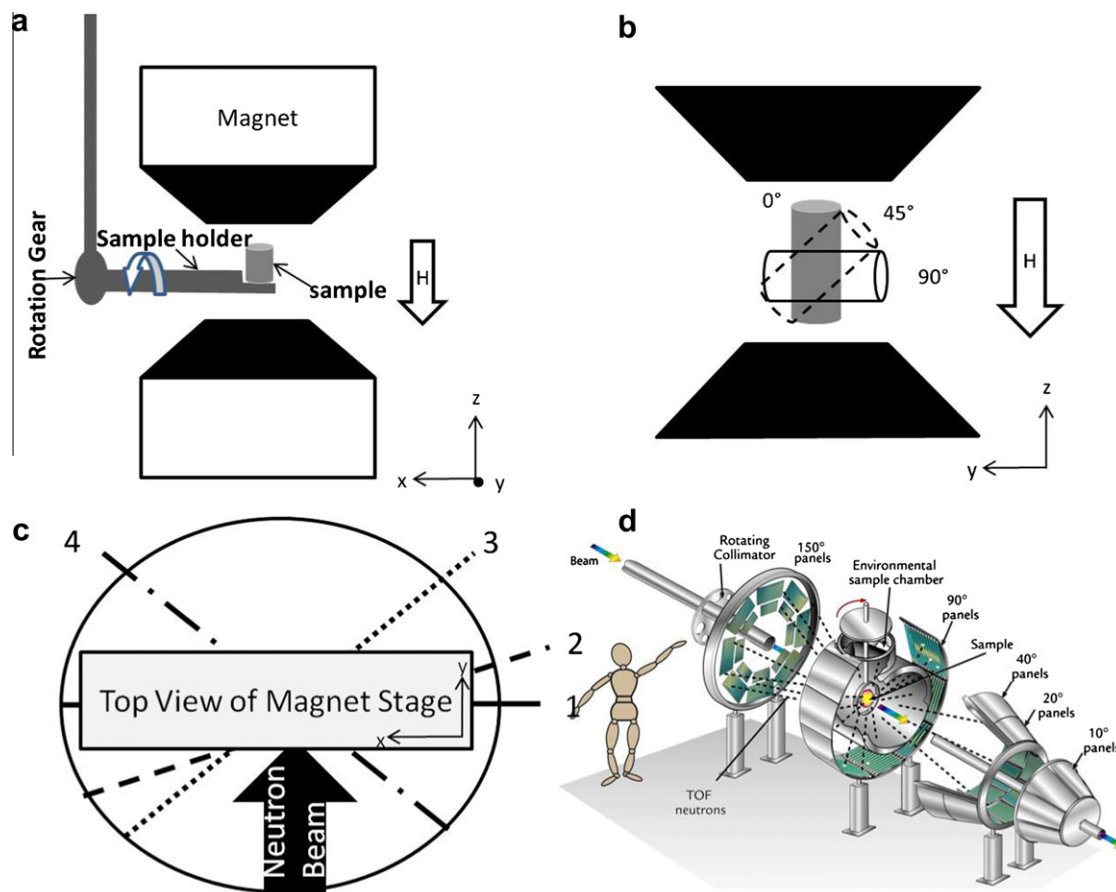 a
Magnet
Rotation Gear
Sample holder
sample
H
z
x
y
b
0°
45°
90°
H
z
y
c
4
3
2
1
Top View of Magnet Stage
y
x
Neutron
Beam
d
Beam
Rotating
Collimator
150°
panels
Environmental
sample chamber
90°
panels
Sample
40°
panels
20°
panels
10°
panels
TOF
neutrons